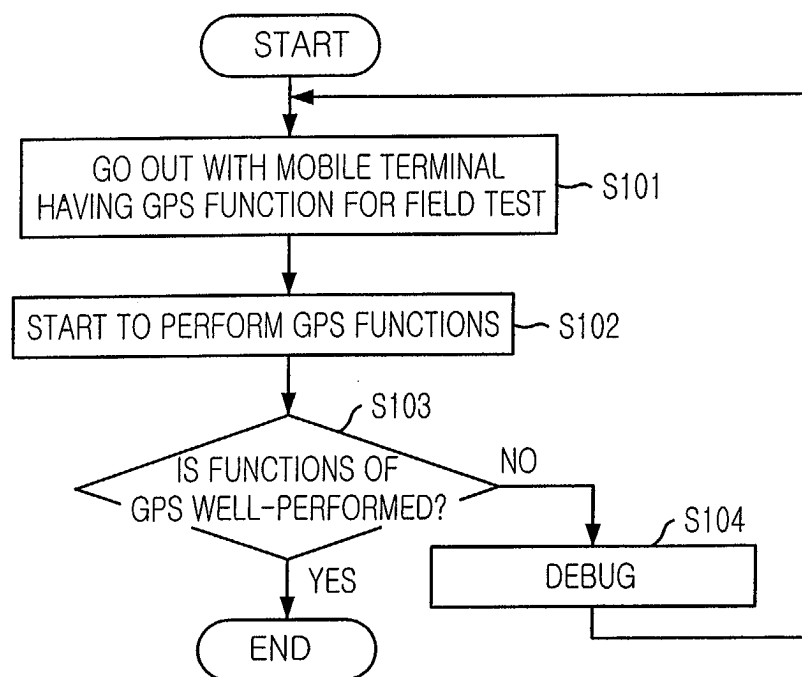 START
GO OUT WITH MOBILE TERMINAL
HAVING GPS FUNCTION FOR FIELD TEST
S101
START TO PERFORM GPS FUNCTIONS
S102
S103
IS FUNCTIONS OF
GPS WELL-PERFORMED?
NO
S104
DEBUG
YES
END